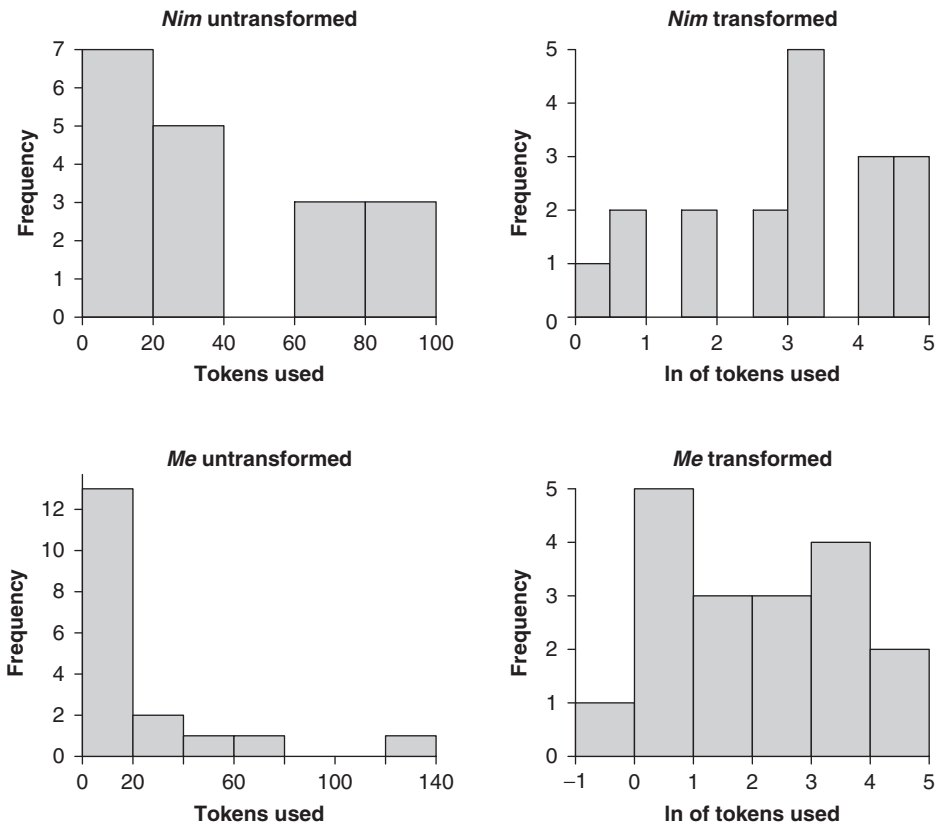 Nim untransformed
7
6
5
4
3
2
1
0
Frequency
0 20 40 60 80 100
Tokens used
Nim transformed
5
4
3
2
1
0
Frequency
0 1 2 3 4 5
ln of tokens used
Me untransformed
12
10
8
6
4
2
0
Frequency
0 20 60 100 140
Tokens used
Me transformed
5
4
3
2
1
0
Frequency
–1 0 1 2 3 4 5
ln of tokens used